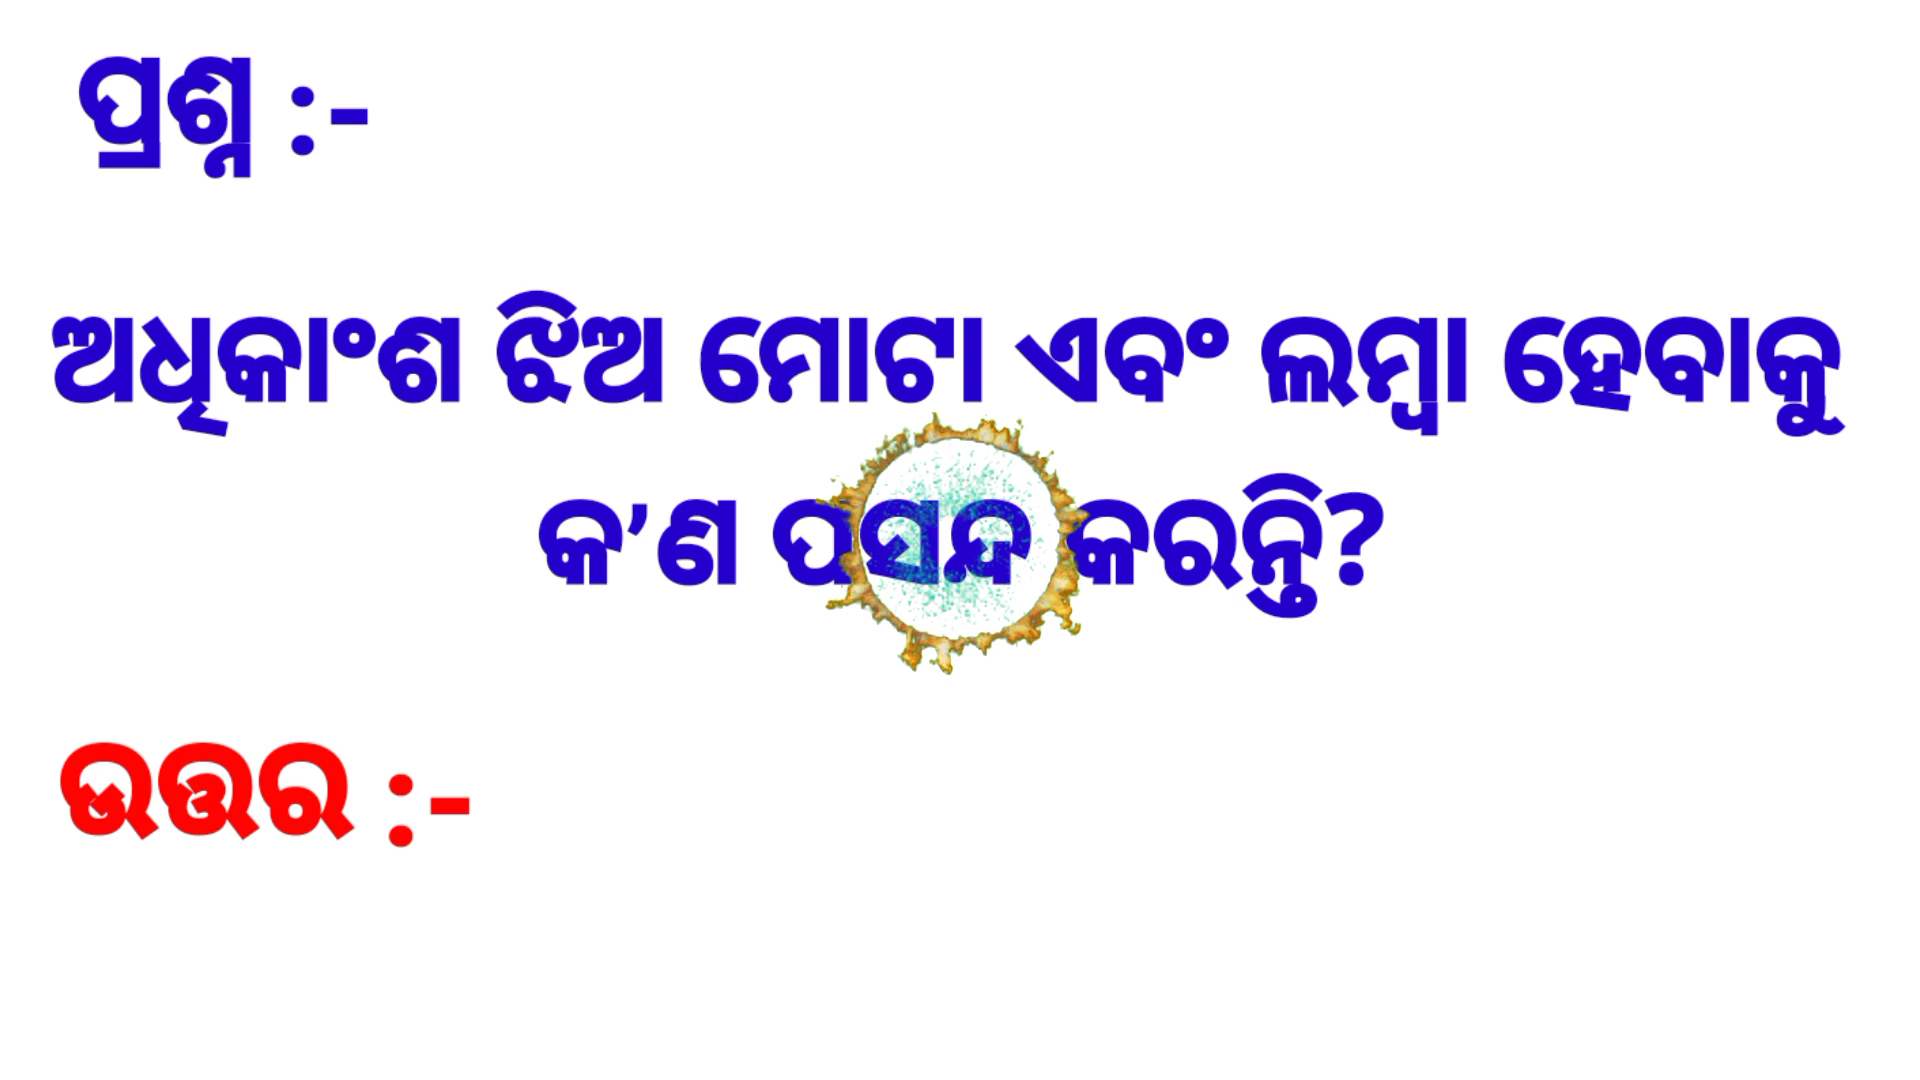 ପ୍ରଶ୍ନ :-
ଅଧିକାଂଶ ଝିଅ ମୋଟା ଏବଂ ଲମ୍ବା ହେବାକୁ
କ’ଣ ପସନ୍ଦ କରନ୍ତି?
ଉତ୍ତର :-